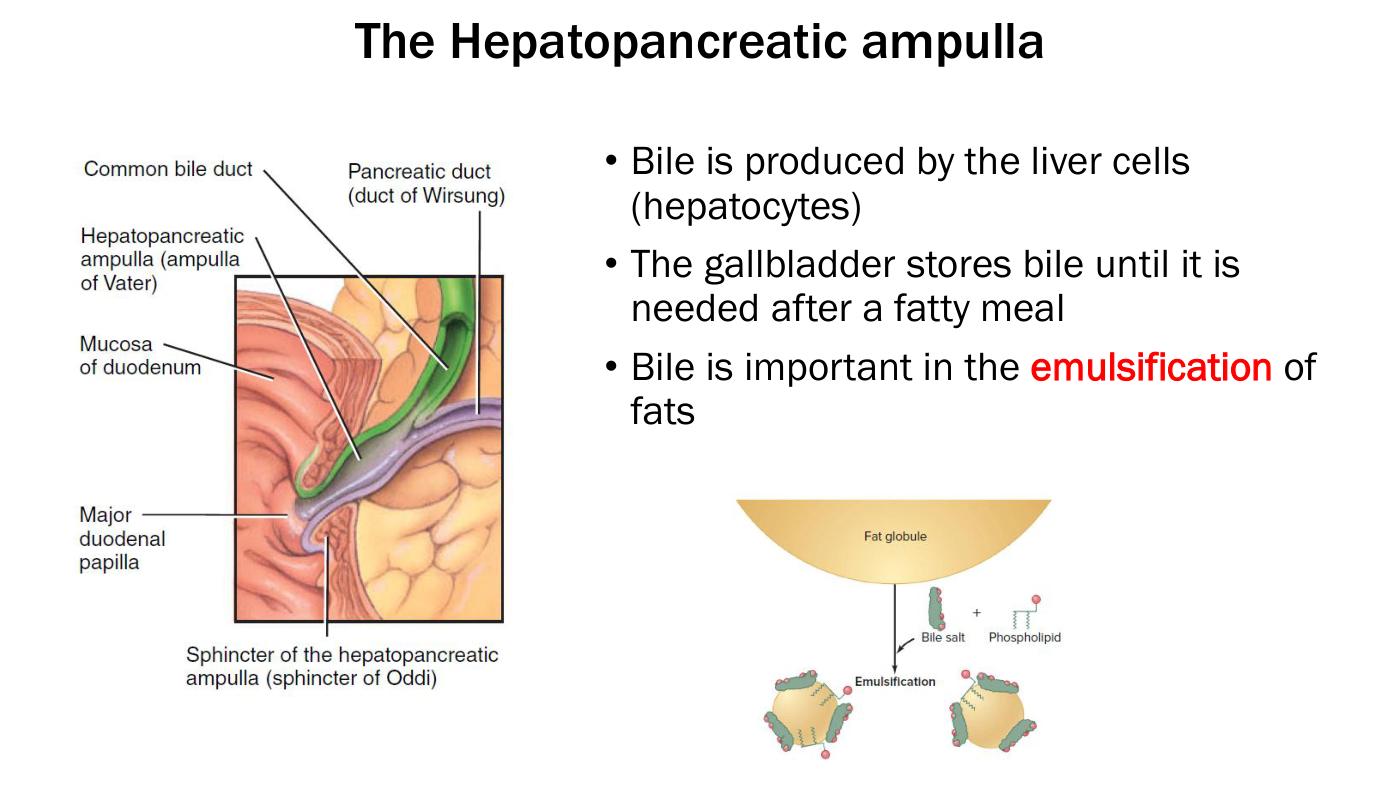 The Hepatopancreatic ampulla
Common bile duct
Pancreatic duct
(duct of Wirsung)
Hepatopancreatic
ampulla (ampulla
of Vater)
Mucosa
of duodenum
Major
duodenal
papilla
Sphincter of the hepatopancreatic
ampulla (sphincter of Oddi)
• Bile is produced by the liver cells
(hepatocytes)
• The gallbladder stores bile until it is
needed after a fatty meal
• Bile is important in the emulsification of
fats
Fat globule
+
Bile salt
Phospholipid
Emulsification